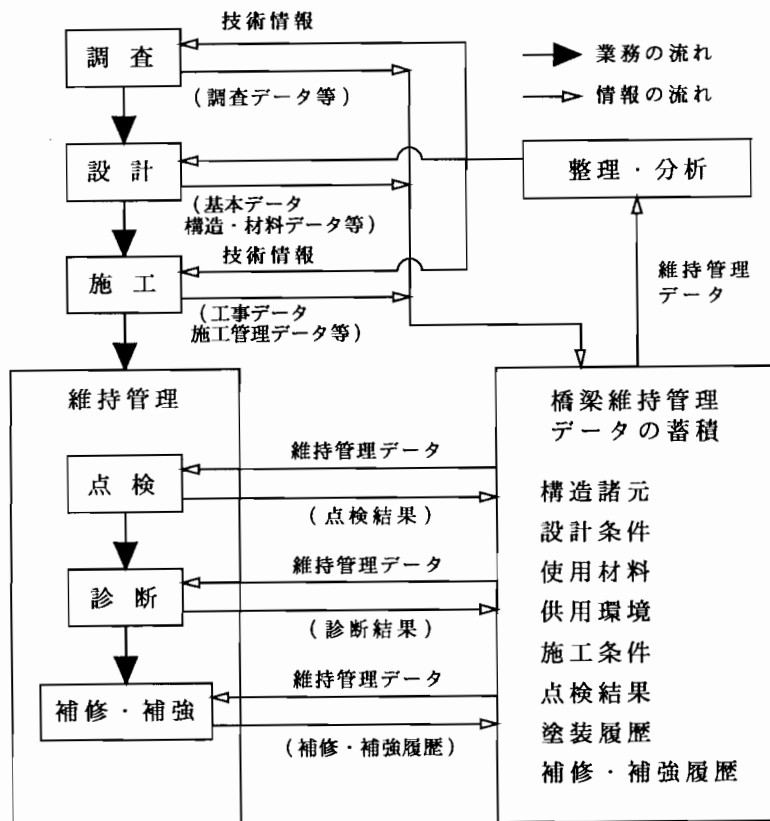 技術情報
調査
(調査データ等)
業務の流れ
情報の流れ
設計
(基本データ
構造・材料データ等)
整理・分析
技術情報
施工
(工事データ
施工管理データ等)
維持管理
データ
維持管理
点検
維持管理データ
(点検結果)
診断
維持管理データ
(診断結果)
補修・補強
維持管理データ
(補修・補強履歴)
橋梁維持管理
データの蓄積
構造諸元
設計条件
使用材料
供用環境
施工条件
点検結果
塗装履歴
補修・補強履歴